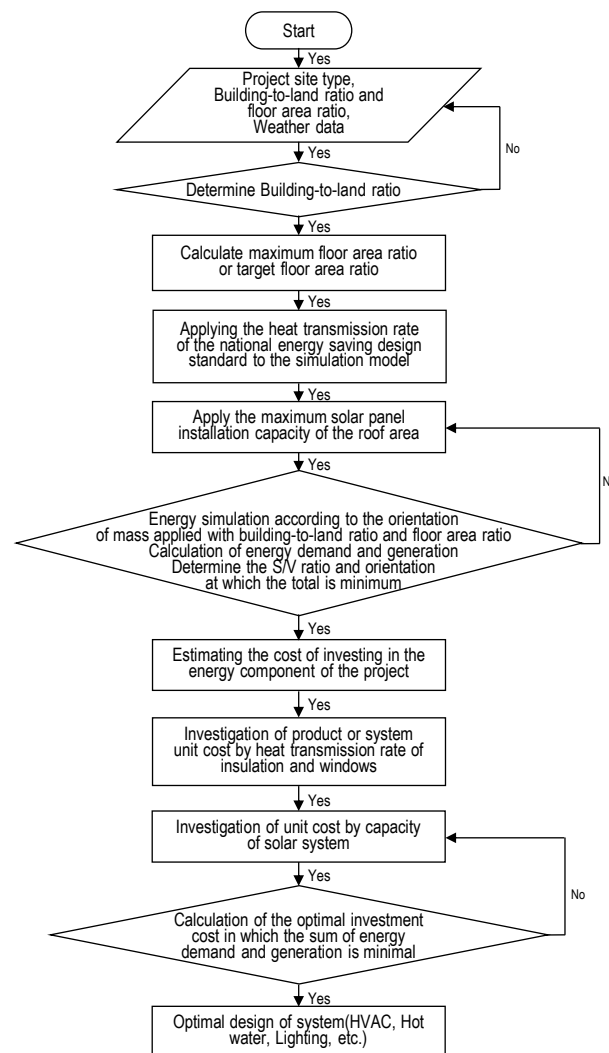 Start
Yes
Project site type,
Building-to-land ratio and
floor area ratio,
Weather data
No
Yes
Determine Building-to-land ratio
Yes
Calculate maximum floor area ratio
or target floor area ratio
Yes
Applying the heat transmission rate
of the national energy saving design
standard to the simulation model
Yes
Apply the maximum solar panel
installation capacity of the roof area
Yes
N
Energy simulation according to the orientation
of mass applied with building-to-land ratio and floor area ratio
Calculation of energy demand and generation
Determine the S/V ratio and orientation
at which the total is minimum
Yes
Estimating the cost of investing in the
energy component of the project
Yes
Investigation of product or system
unit cost by heat transmission rate of
insulation and windows
Yes
Investigation of unit cost by capacity
of solar system
Yes
No
Calculation of the optimal investment
cost in which the sum of energy
demand and generation is minimal
Yes
Optimal design of system(HVAC, Hot
water, Lighting, etc.)